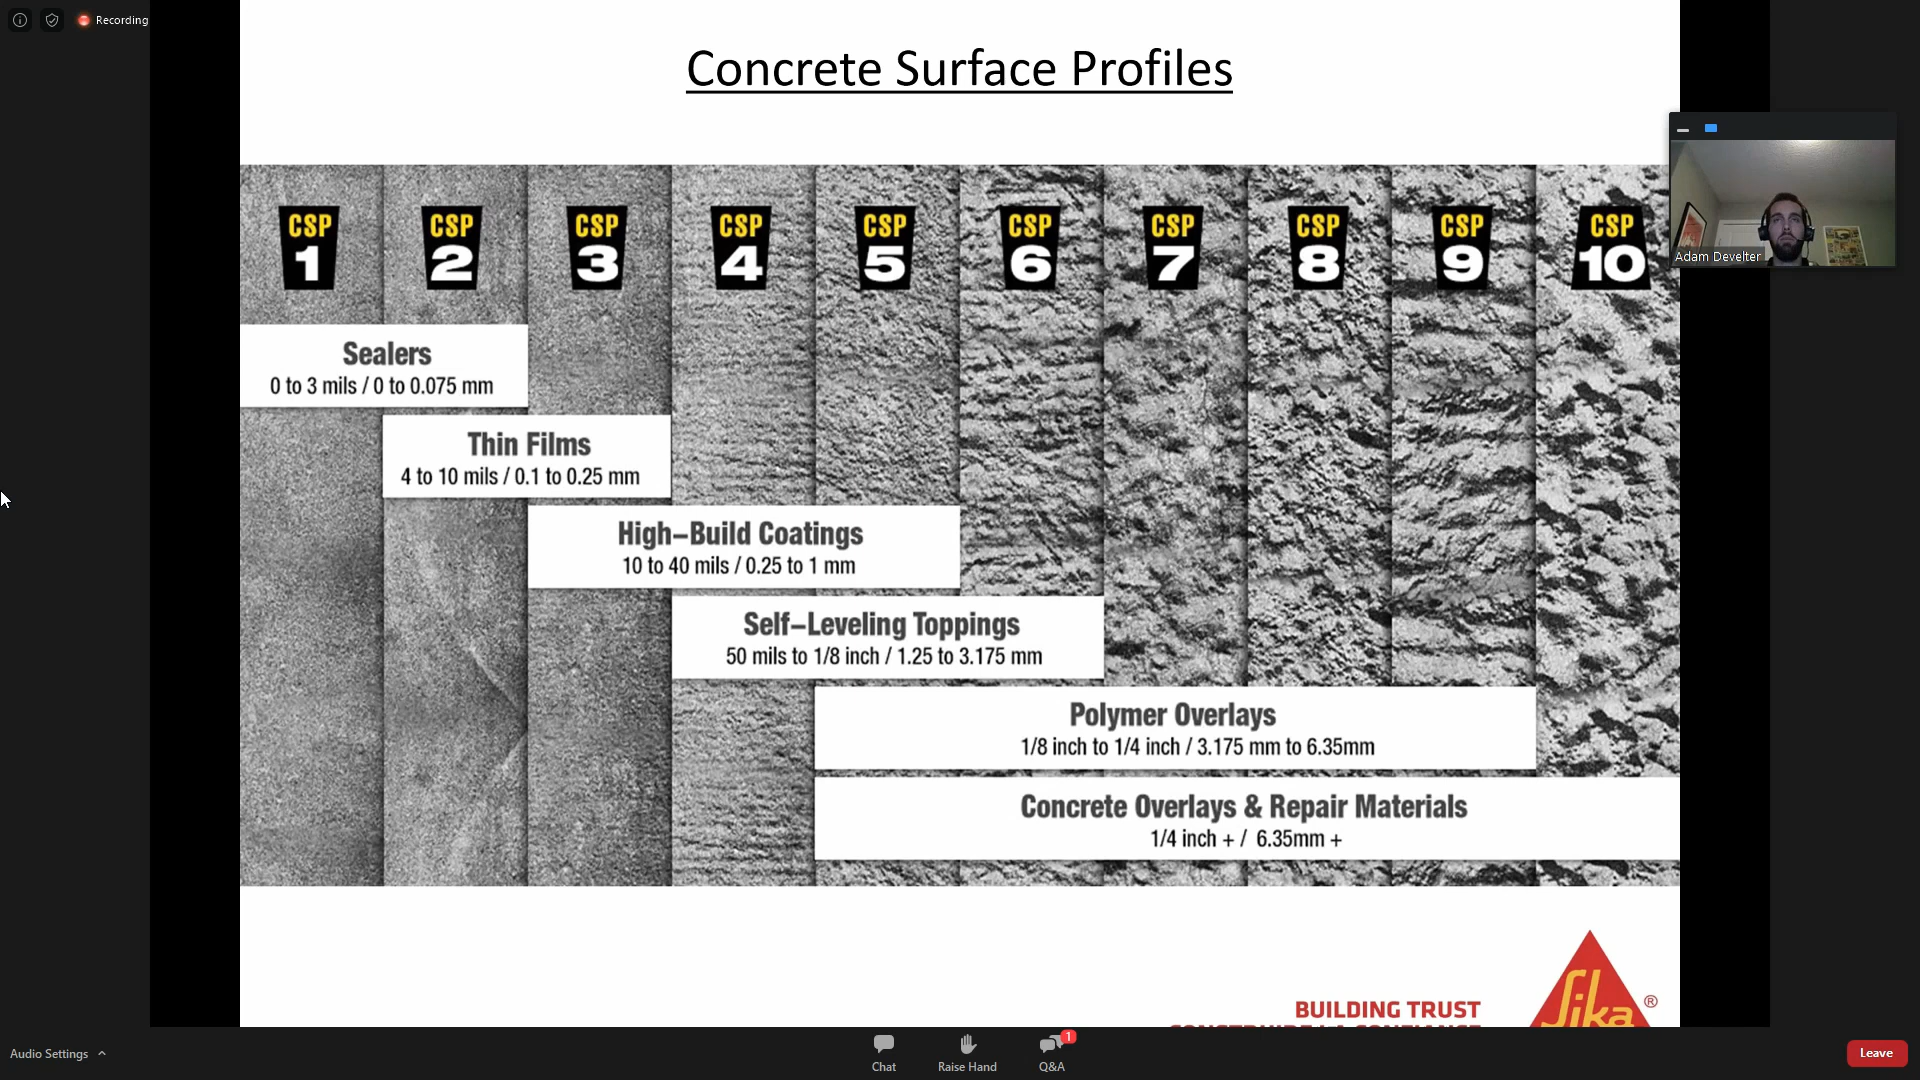 Recording
Concrete Surface Profiles
CSP 1
CSP 2
CSP 3
CSP 4
CSP 5
CSP 6
CSP 7
CSP 8
CSP 9
CSP 10
Adam Develter
Sealers
0 to 3 mils / 0 to 0.075 mm
Thin Films
4 to 10 mils / 0.1 to 0.25 mm
High–Build Coatings
10 to 40 mils / 0.25 to 1 mm
Self–Leveling Toppings
50 mils to 1/8 inch / 1.25 to 3.175 mm
Polymer Overlays
1/8 inch to 1/4 inch / 3.175 mm to 6.35mm
Concrete Overlays & Repair Materials
1/4 inch + / 6.35mm +
BUILDING TRUST
CONSTRUIRE LA CONFIANCE
Sika ®
Audio Settings
Chat
Raise Hand
Q&A
1
Leave